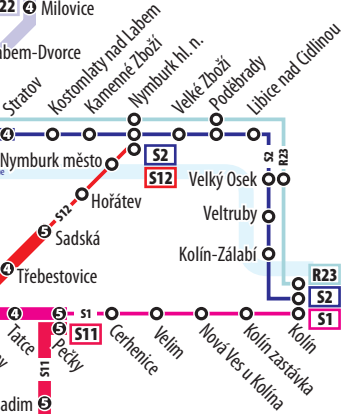 22 4 Milovice
abem-Dvorce
Stratov
Kostomlaty nad Labem
Kamenné Zboží
Nymburk hl. n.
Velké Zboží
Poděbrady
Libice nad Cidlinou
4
S2
R23
Nymburk město
S2
S12
Velký Osek
Hořátev
Veltruby
S12
5 Sadská
Kolín-Zálabí
4 Třebestovice
R23
S2
S1
4
5
S1
5
S11
Tatce
Pečky
Cerhenice
Velim
Nová Ves u Kolína
Kolín zastávka
Kolín
S11
adim 5